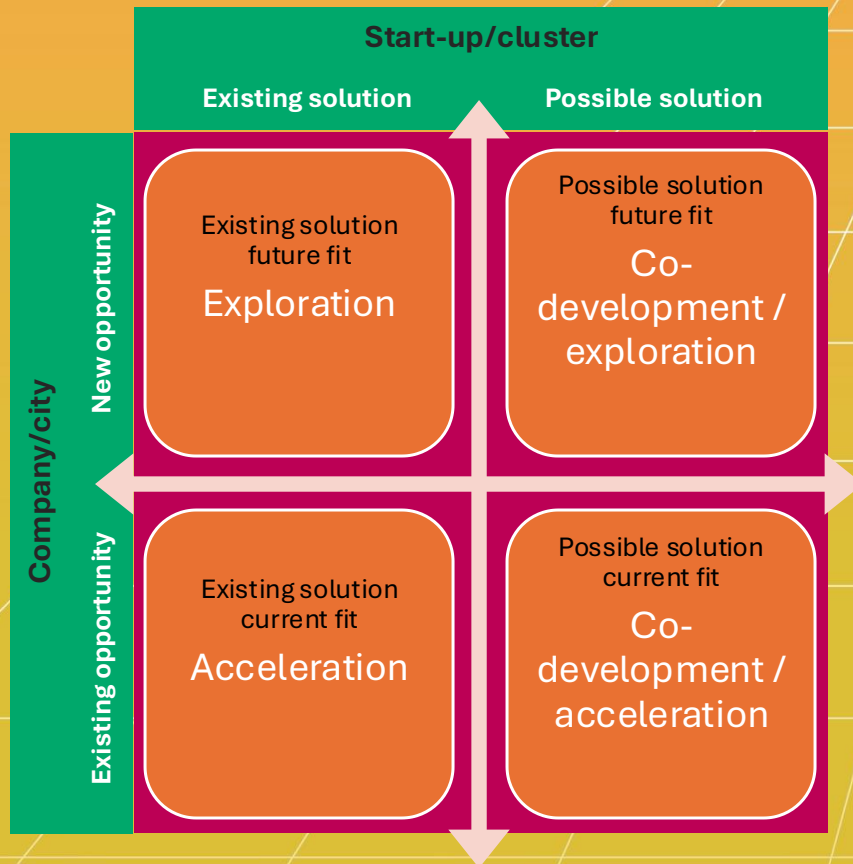 Start-up/cluster
Existing solution
Possible solution
Company/city
New opportunity
Existing solution
future fit
Exploration
Possible solution
future fit
Co-
development /
exploration
Existing opportunity
Existing solution
current fit
Acceleration
Possible solution
current fit
Co-
development /
acceleration